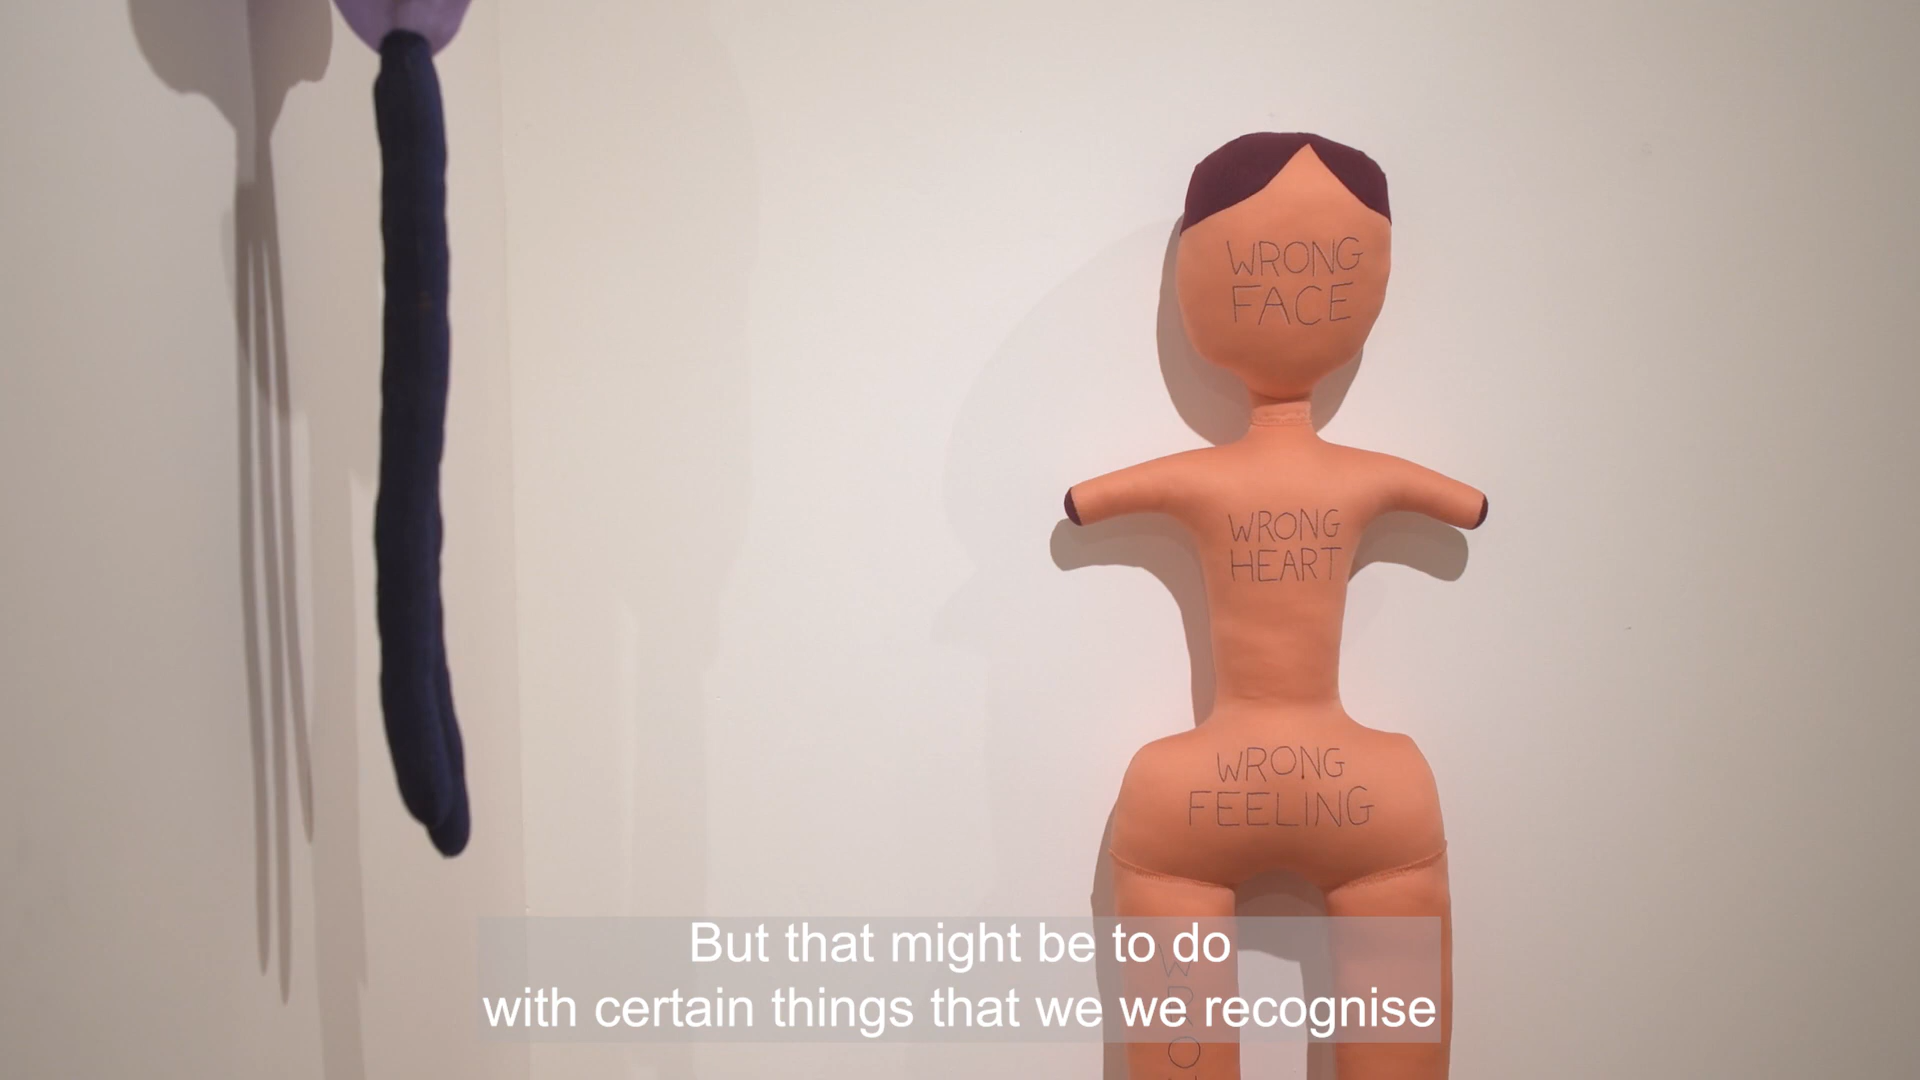 WRONG
FACE
WRONG
HEART
WRONG
FEELING
WRO
But that might be to do
with certain things that we we recognise